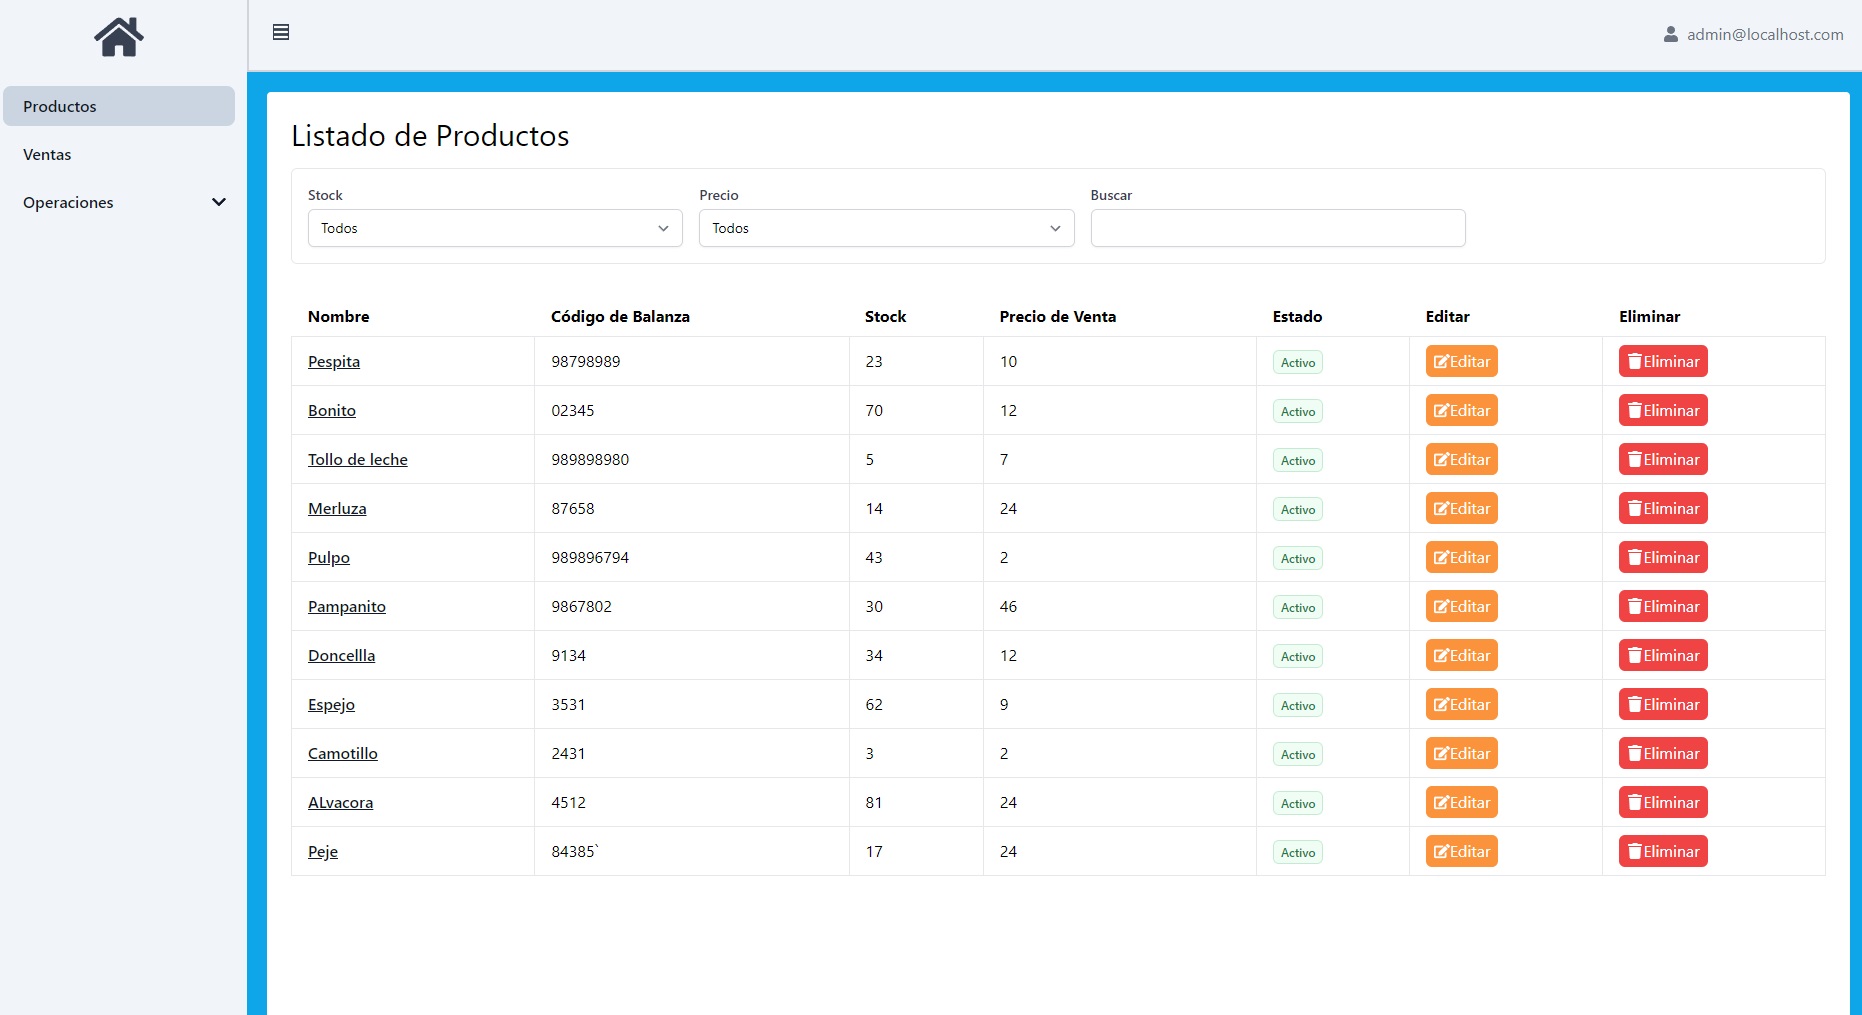 admin@localhost.com
Productos
Ventas
Operaciones
Listado de Productos
Stock Precio Buscar
Todos Todos
Nombre Código de Balanza Stock Precio de Venta Estado Editar Eliminar
Pespita 98798989 23 10 Activo Editar Eliminar
Bonito 02345 70 12 Activo Editar Eliminar
Tollo de leche 989898980 5 7 Activo Editar Eliminar
Merluza 87658 14 24 Activo Editar Eliminar
Pulpo 989896794 43 2 Activo Editar Eliminar
Pampanito 9867802 30 46 Activo Editar Eliminar
Doncellla 9134 34 12 Activo Editar Eliminar
Espejo 3531 62 9 Activo Editar Eliminar
Camotillo 2431 3 2 Activo Editar Eliminar
ALvacora 4512 81 24 Activo Editar Eliminar
Peje 84385` 17 24 Activo Editar Eliminar